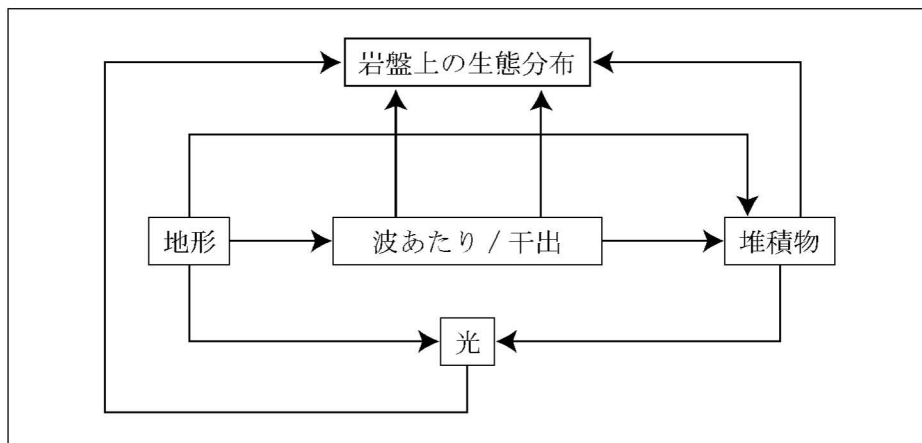 岩盤上の生態分布
地形
波あたり / 干出
堆積物
光